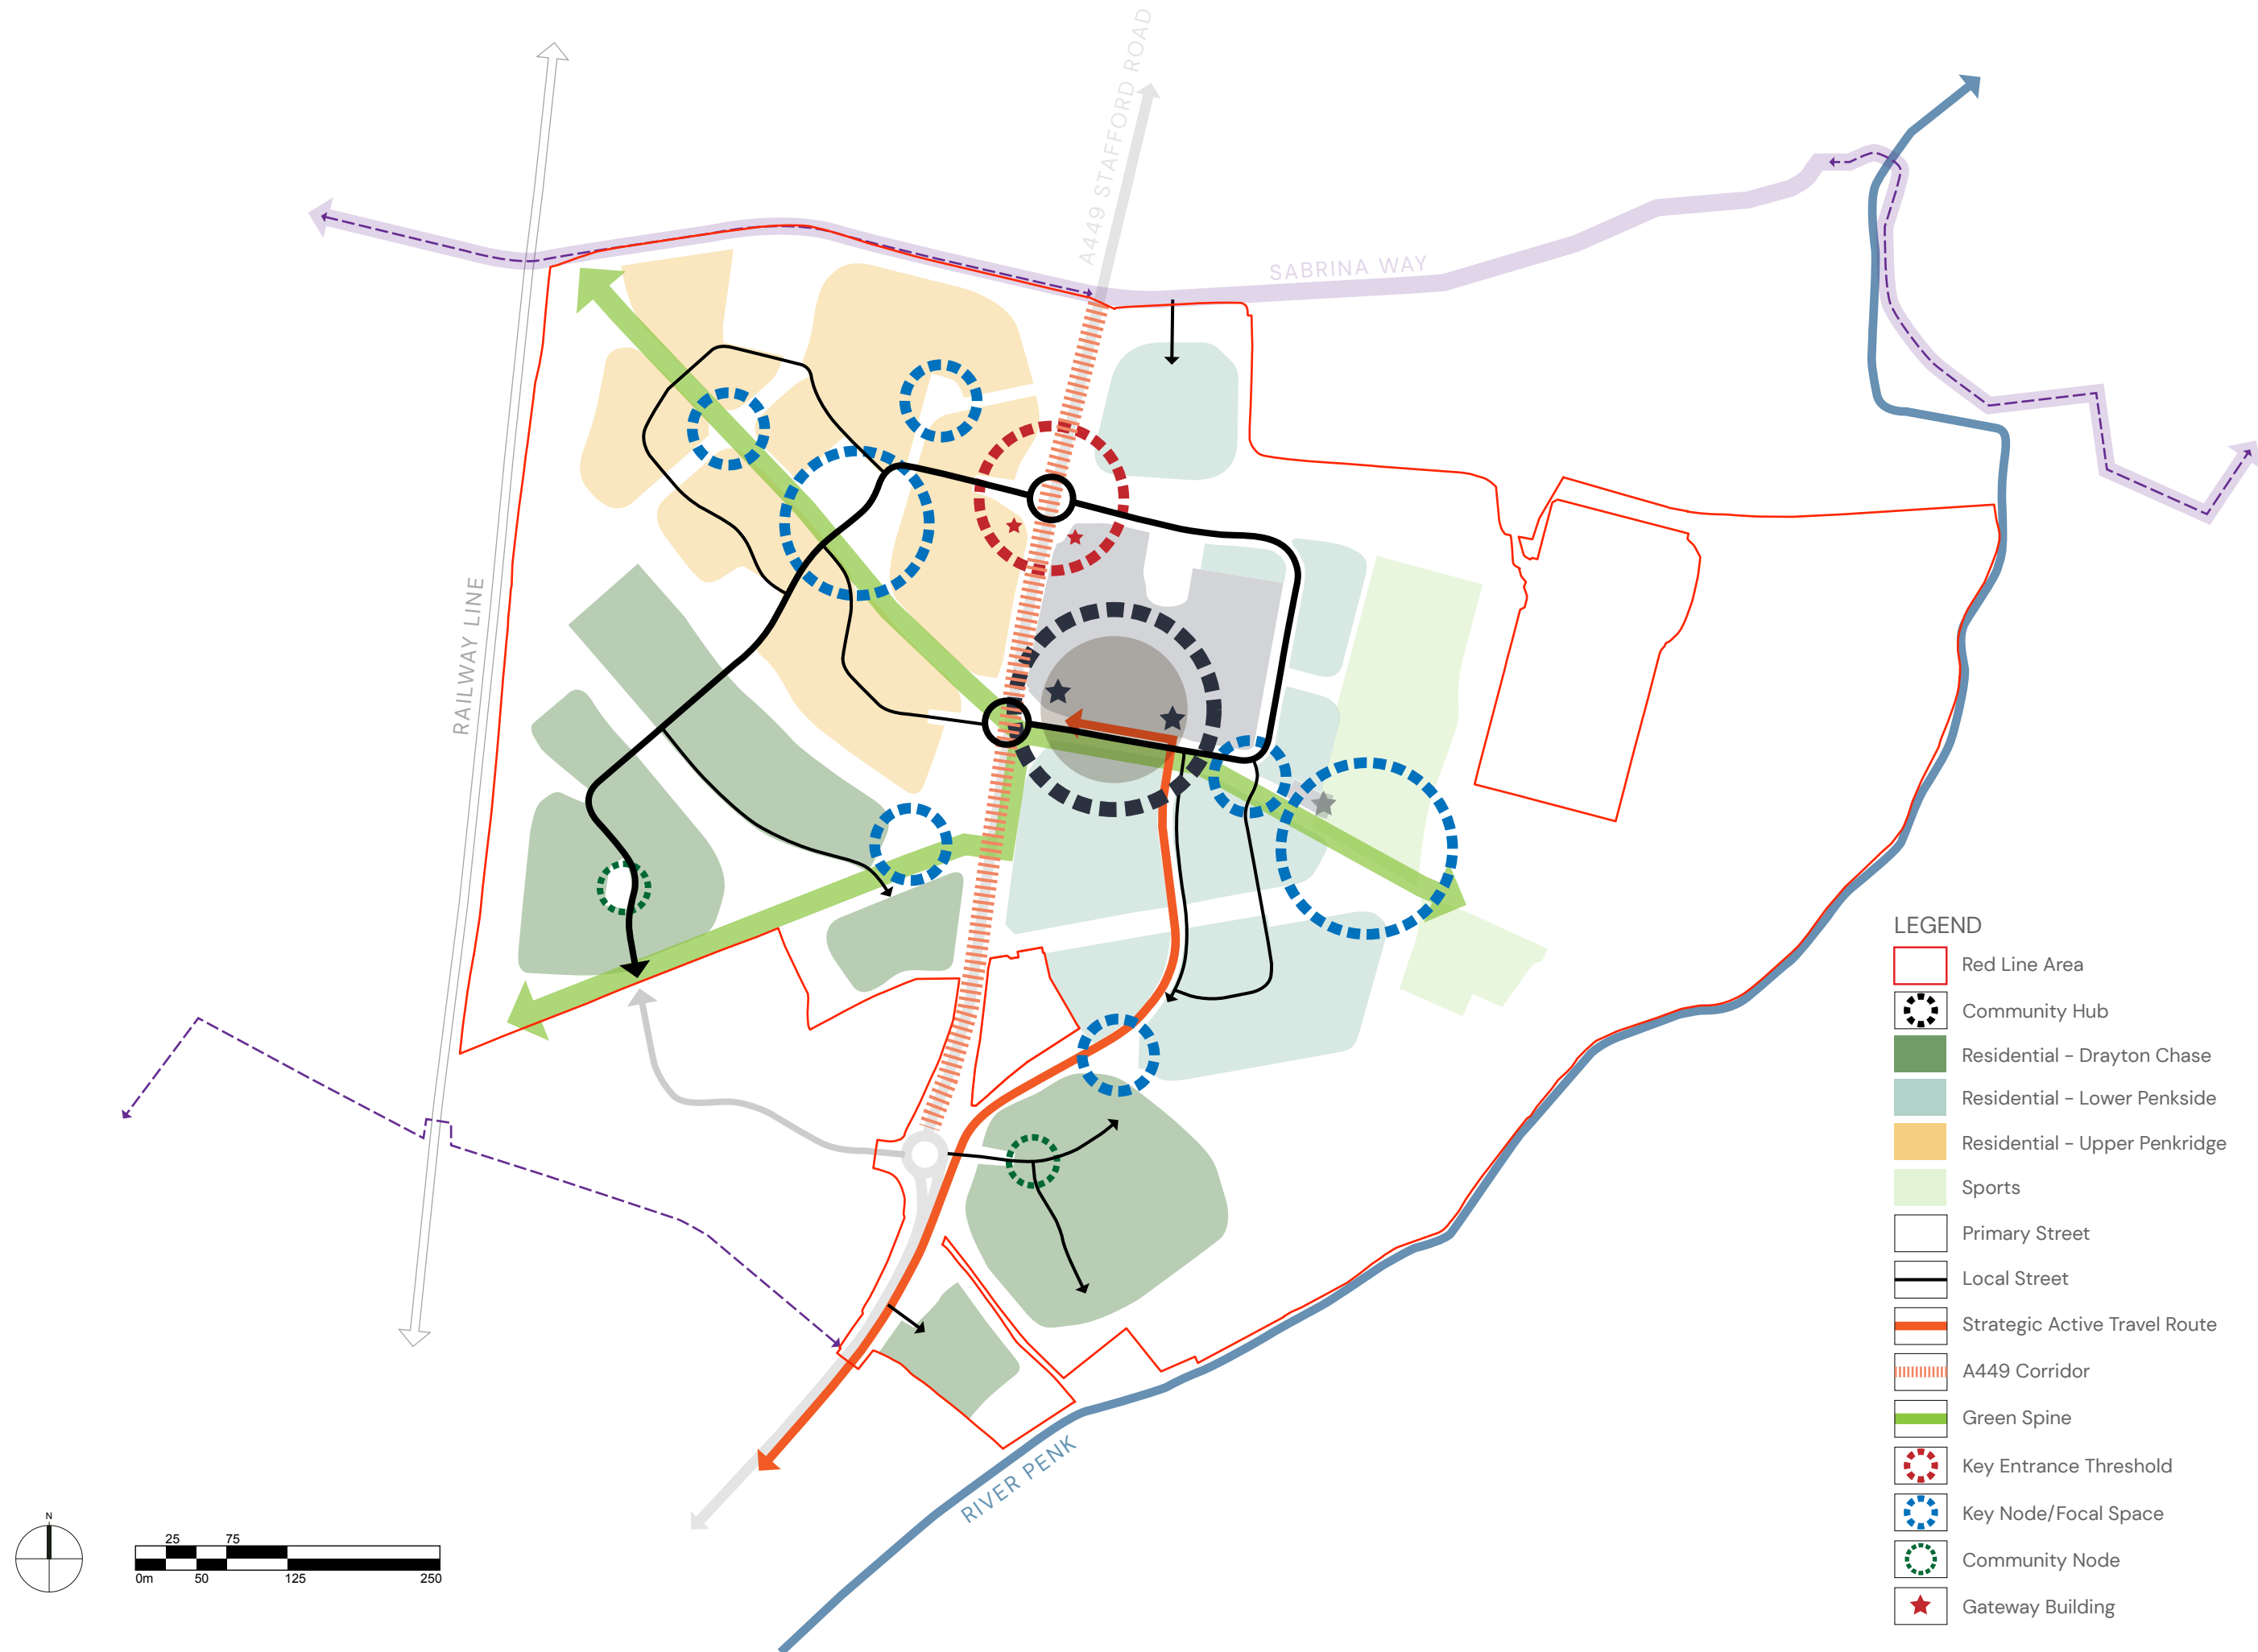 A449 STAFFORD ROAD
SABRINA WAY
RAILWAY LINE
RIVER PENK
LEGEND
Red Line Area
Community Hub
Residential - Drayton Chase
Residential - Lower Penkside
Residential - Upper Penkridge
Sports
Primary Street
Local Street
Strategic Active Travel Route
A449 Corridor
Green Spine
Key Entrance Threshold
Key Node/Focal Space
Community Node
Gateway Building
N
25 75
0m 50 125 250